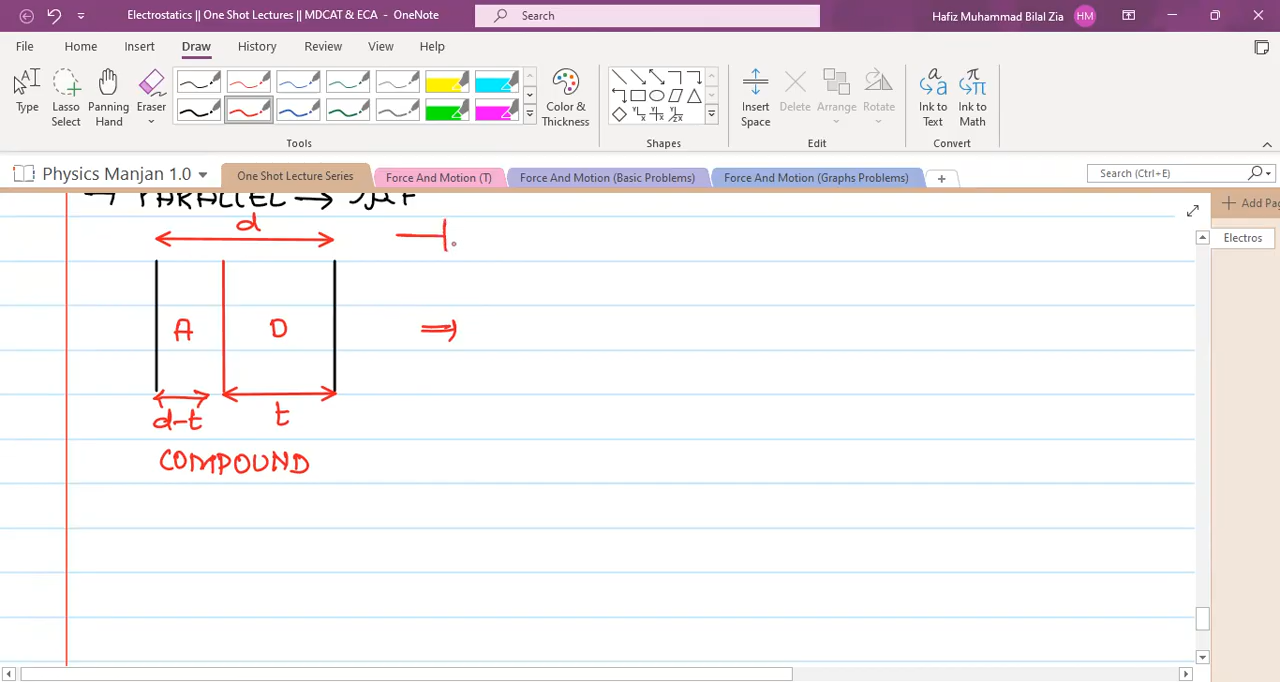 Electrostatics || One Shot Lectures || MDCAT & ECA - OneNote
Search
Hafiz Muhammad Bilal Zia
HM
File Home Insert Draw View History Review View Help
Type
Lasso Select
Panning Hand
Eraser
Color & Thickness
Insert Space
Delete
Arrange
Rotate
Ink to Text
Ink to Math
Tools
Shapes
Edit
Convert
Physics Manjan 1.0
One Shot Lecture Series
Force And Motion (T)
Force And Motion (Basic Problems)
Force And Motion (Graphs Problems)
Search (Ctrl+E)
Add Pag
Electros
→ PARALLEL →
d
A D
d-t t
COMPOUND